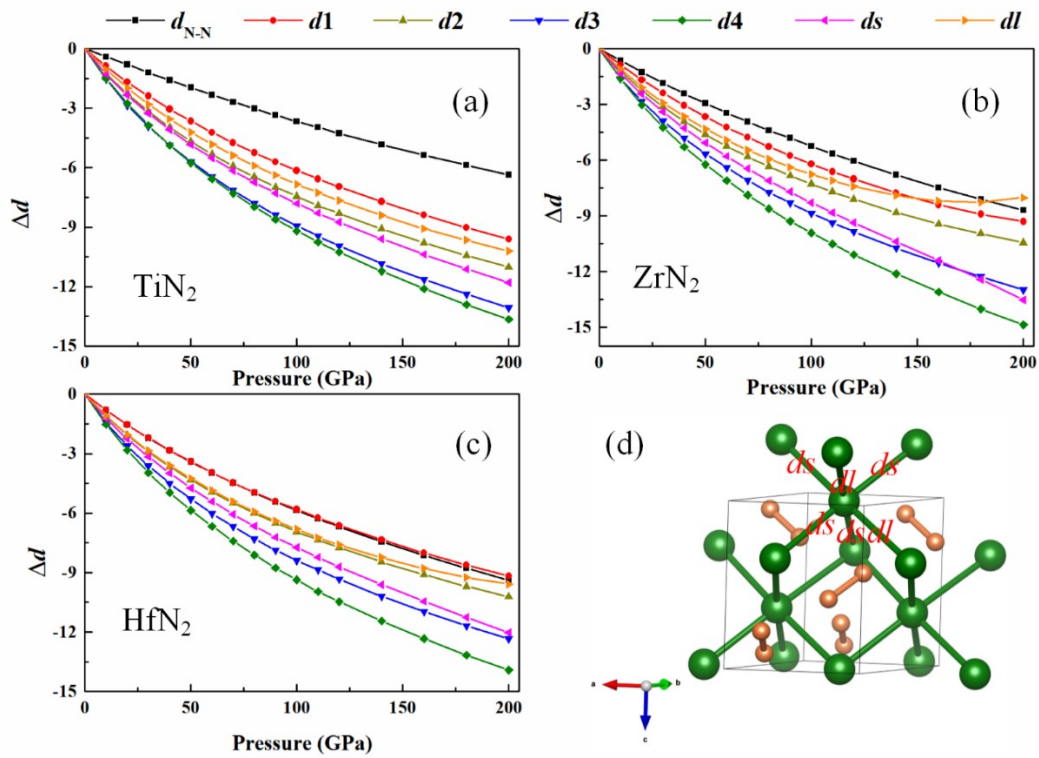 d_N-N d1 d2 d3 d4 ds dl
0 -3 -6 -9 -12 -15
Δd
(a)
TiN₂
0 50 100 150 200
Pressure (GPa)
0 -3 -6 -9 -12 -15
Δd
(b)
ZrN₂
0 50 100 150 200
Pressure (GPa)
0 -3 -6 -9 -12 -15
Δd
(c)
HfN₂
0 50 100 150 200
Pressure (GPa)
(d)
ds ds
dl
ds ds dl
a b
c